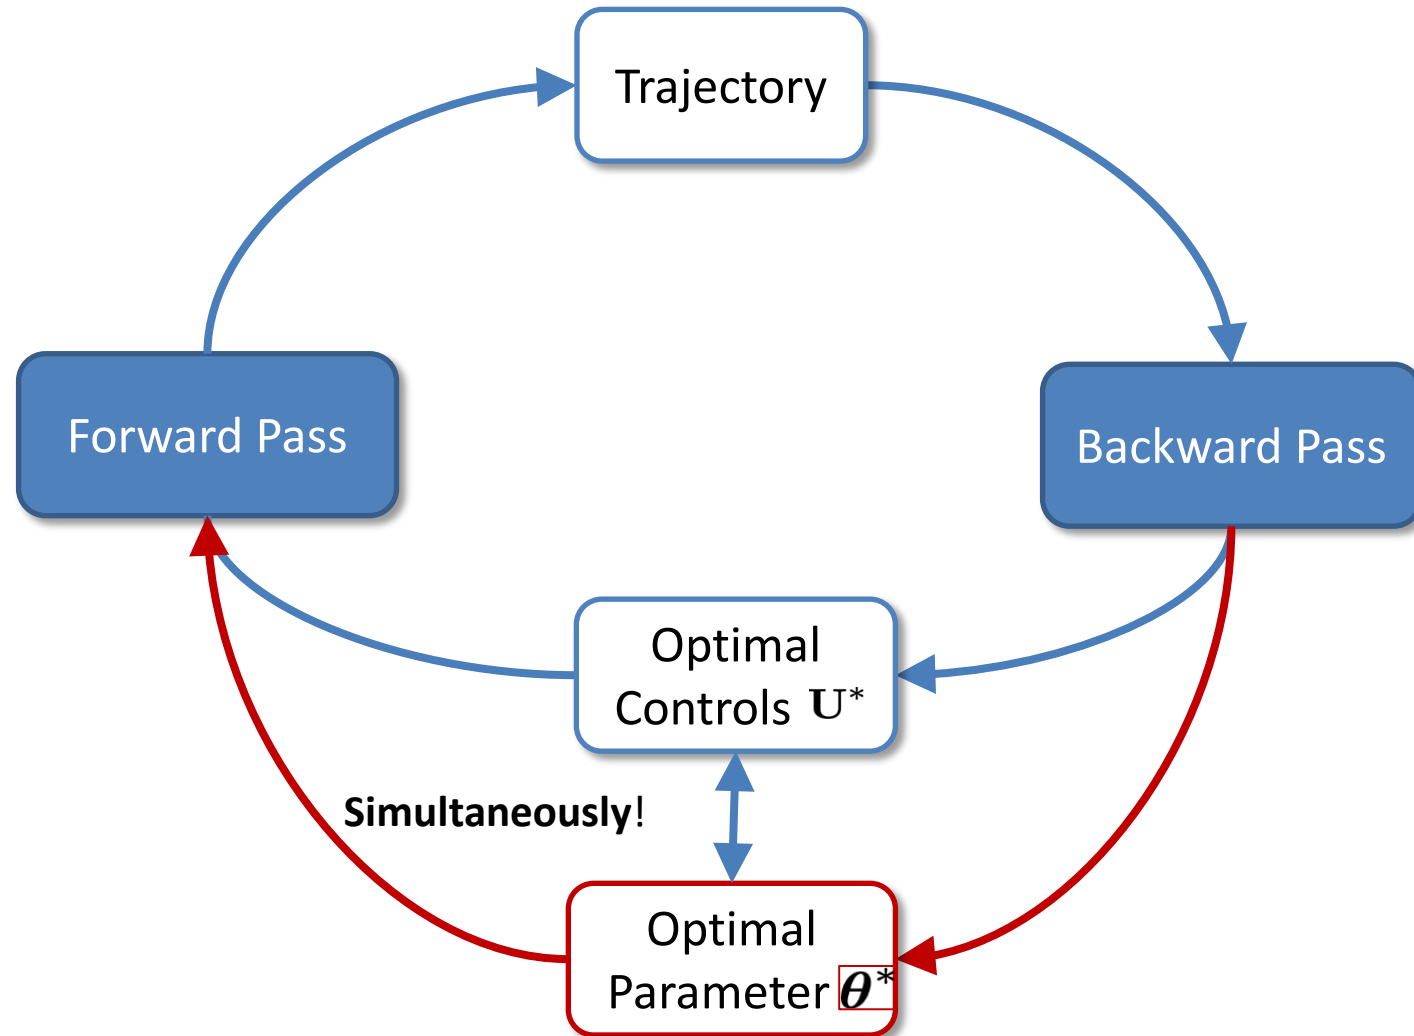 Trajectory
Forward Pass
Backward Pass
Optimal
Controls U*
Simultaneously!
Optimal
Parameter θ*